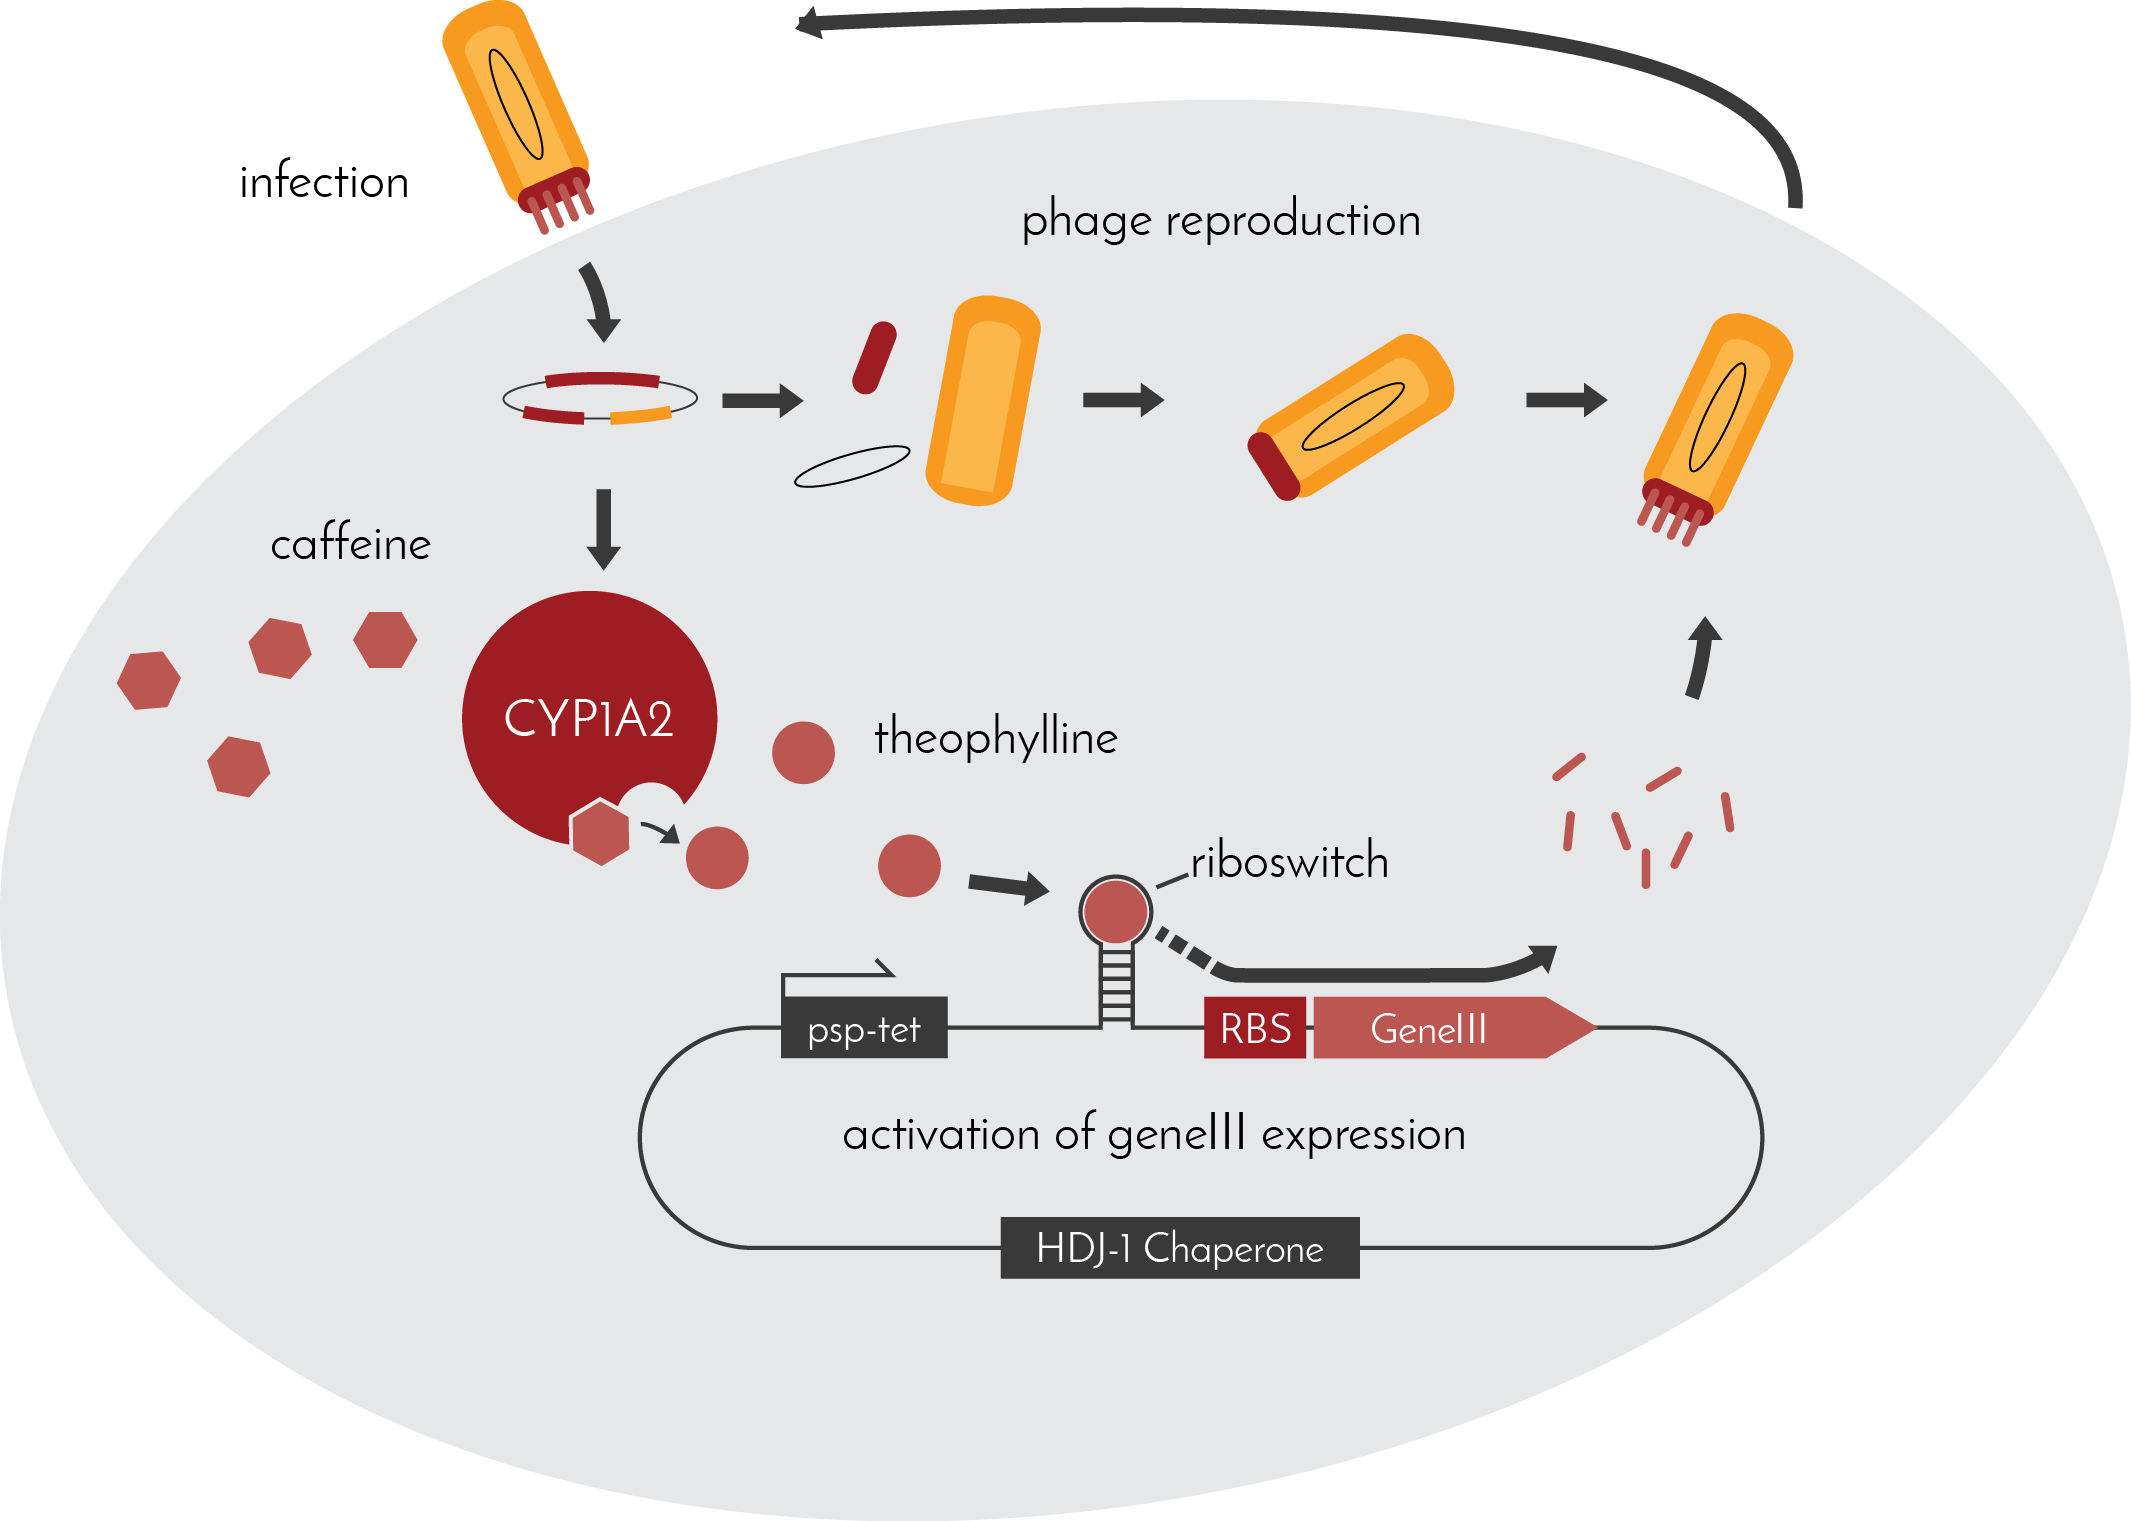 infection
phage reproduction
caffeine
CYP1A2
theophylline
riboswitch
psp-tet
RBS
GeneIII
activation of geneIII expression
HDJ-1 Chaperone